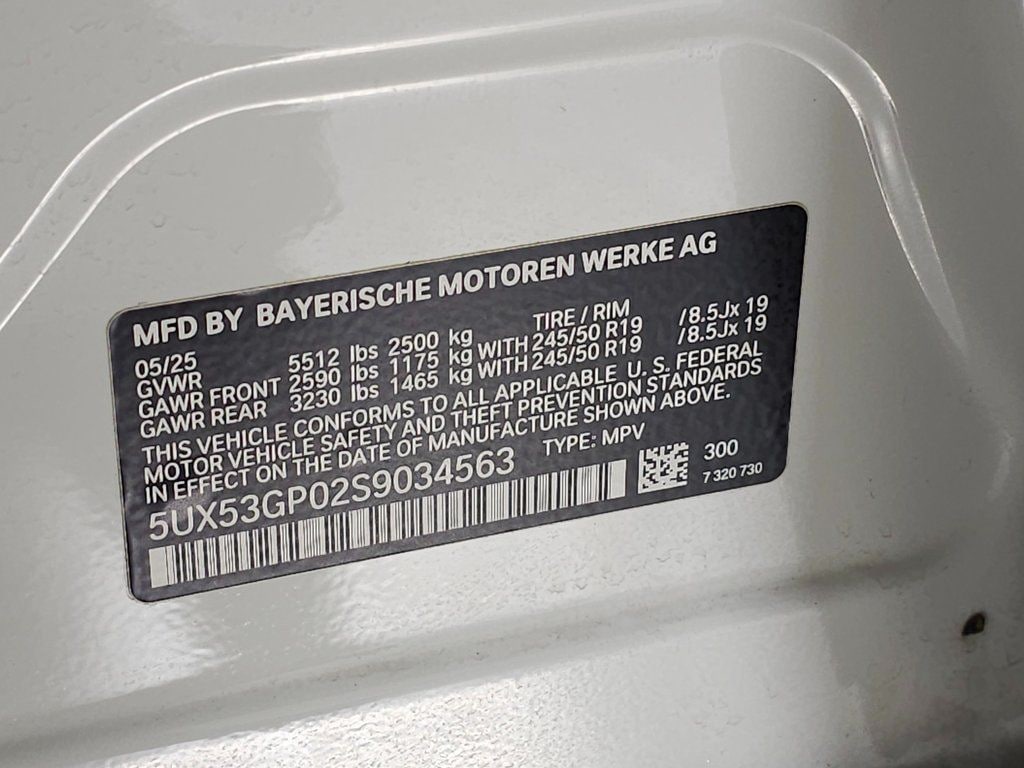 MFD BY BAYERISCHE MOTOREN WERKE AG
05/25 TIRE / RIM
GVWR 5512 lbs 2500 kg
GAWR FRONT 2590 lbs 1175 kg WITH 245/50 R19 /8.5Jx 19
GAWR REAR 3230 lbs 1465 kg WITH 245/50 R19 /8.5Jx 19
THIS VEHICLE CONFORMS TO ALL APPLICABLE U. S. FEDERAL
MOTOR VEHICLE SAFETY AND THEFT PREVENTION STANDARDS
IN EFFECT ON THE DATE OF MANUFACTURE SHOWN ABOVE.
5UX53GP02S9034563 TYPE: MPV
300
7 320 730